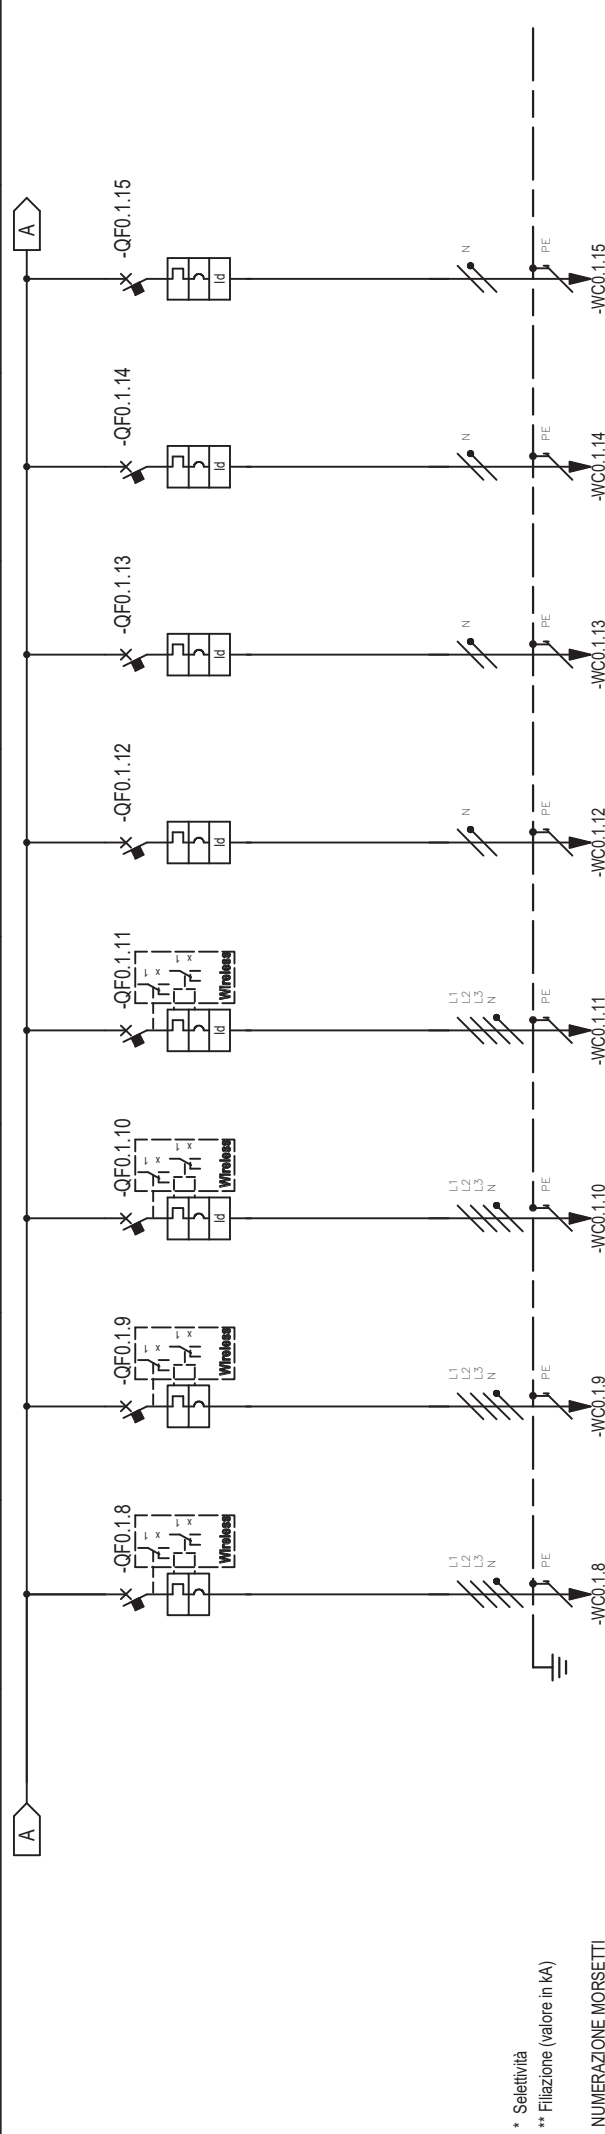 A
A
-QF0.1.8
-QF0.1.9
-QF0.1.10
-QF0.1.11
-QF0.1.12
-QF0.1.13
-QF0.1.14
-QF0.1.15
Wireless
Wireless
Wireless
Wireless
Id
Id
Id
Id
Id
Id
L1
L2
L3
N
L1
L2
L3
N
L1
L2
L3
N
L1
L2
L3
N
N
N
N
N
PE
PE
PE
PE
PE
PE
PE
PE
* Selettività
** Filiazione (valore in kA)
NUMERAZIONE MORSETTI
-WC0.1.8
-WC0.1.9
-WC0.1.10
-WC0.1.11
-WC0.1.12
-WC0.1.13
-WC0.1.14
-WC0.1.15